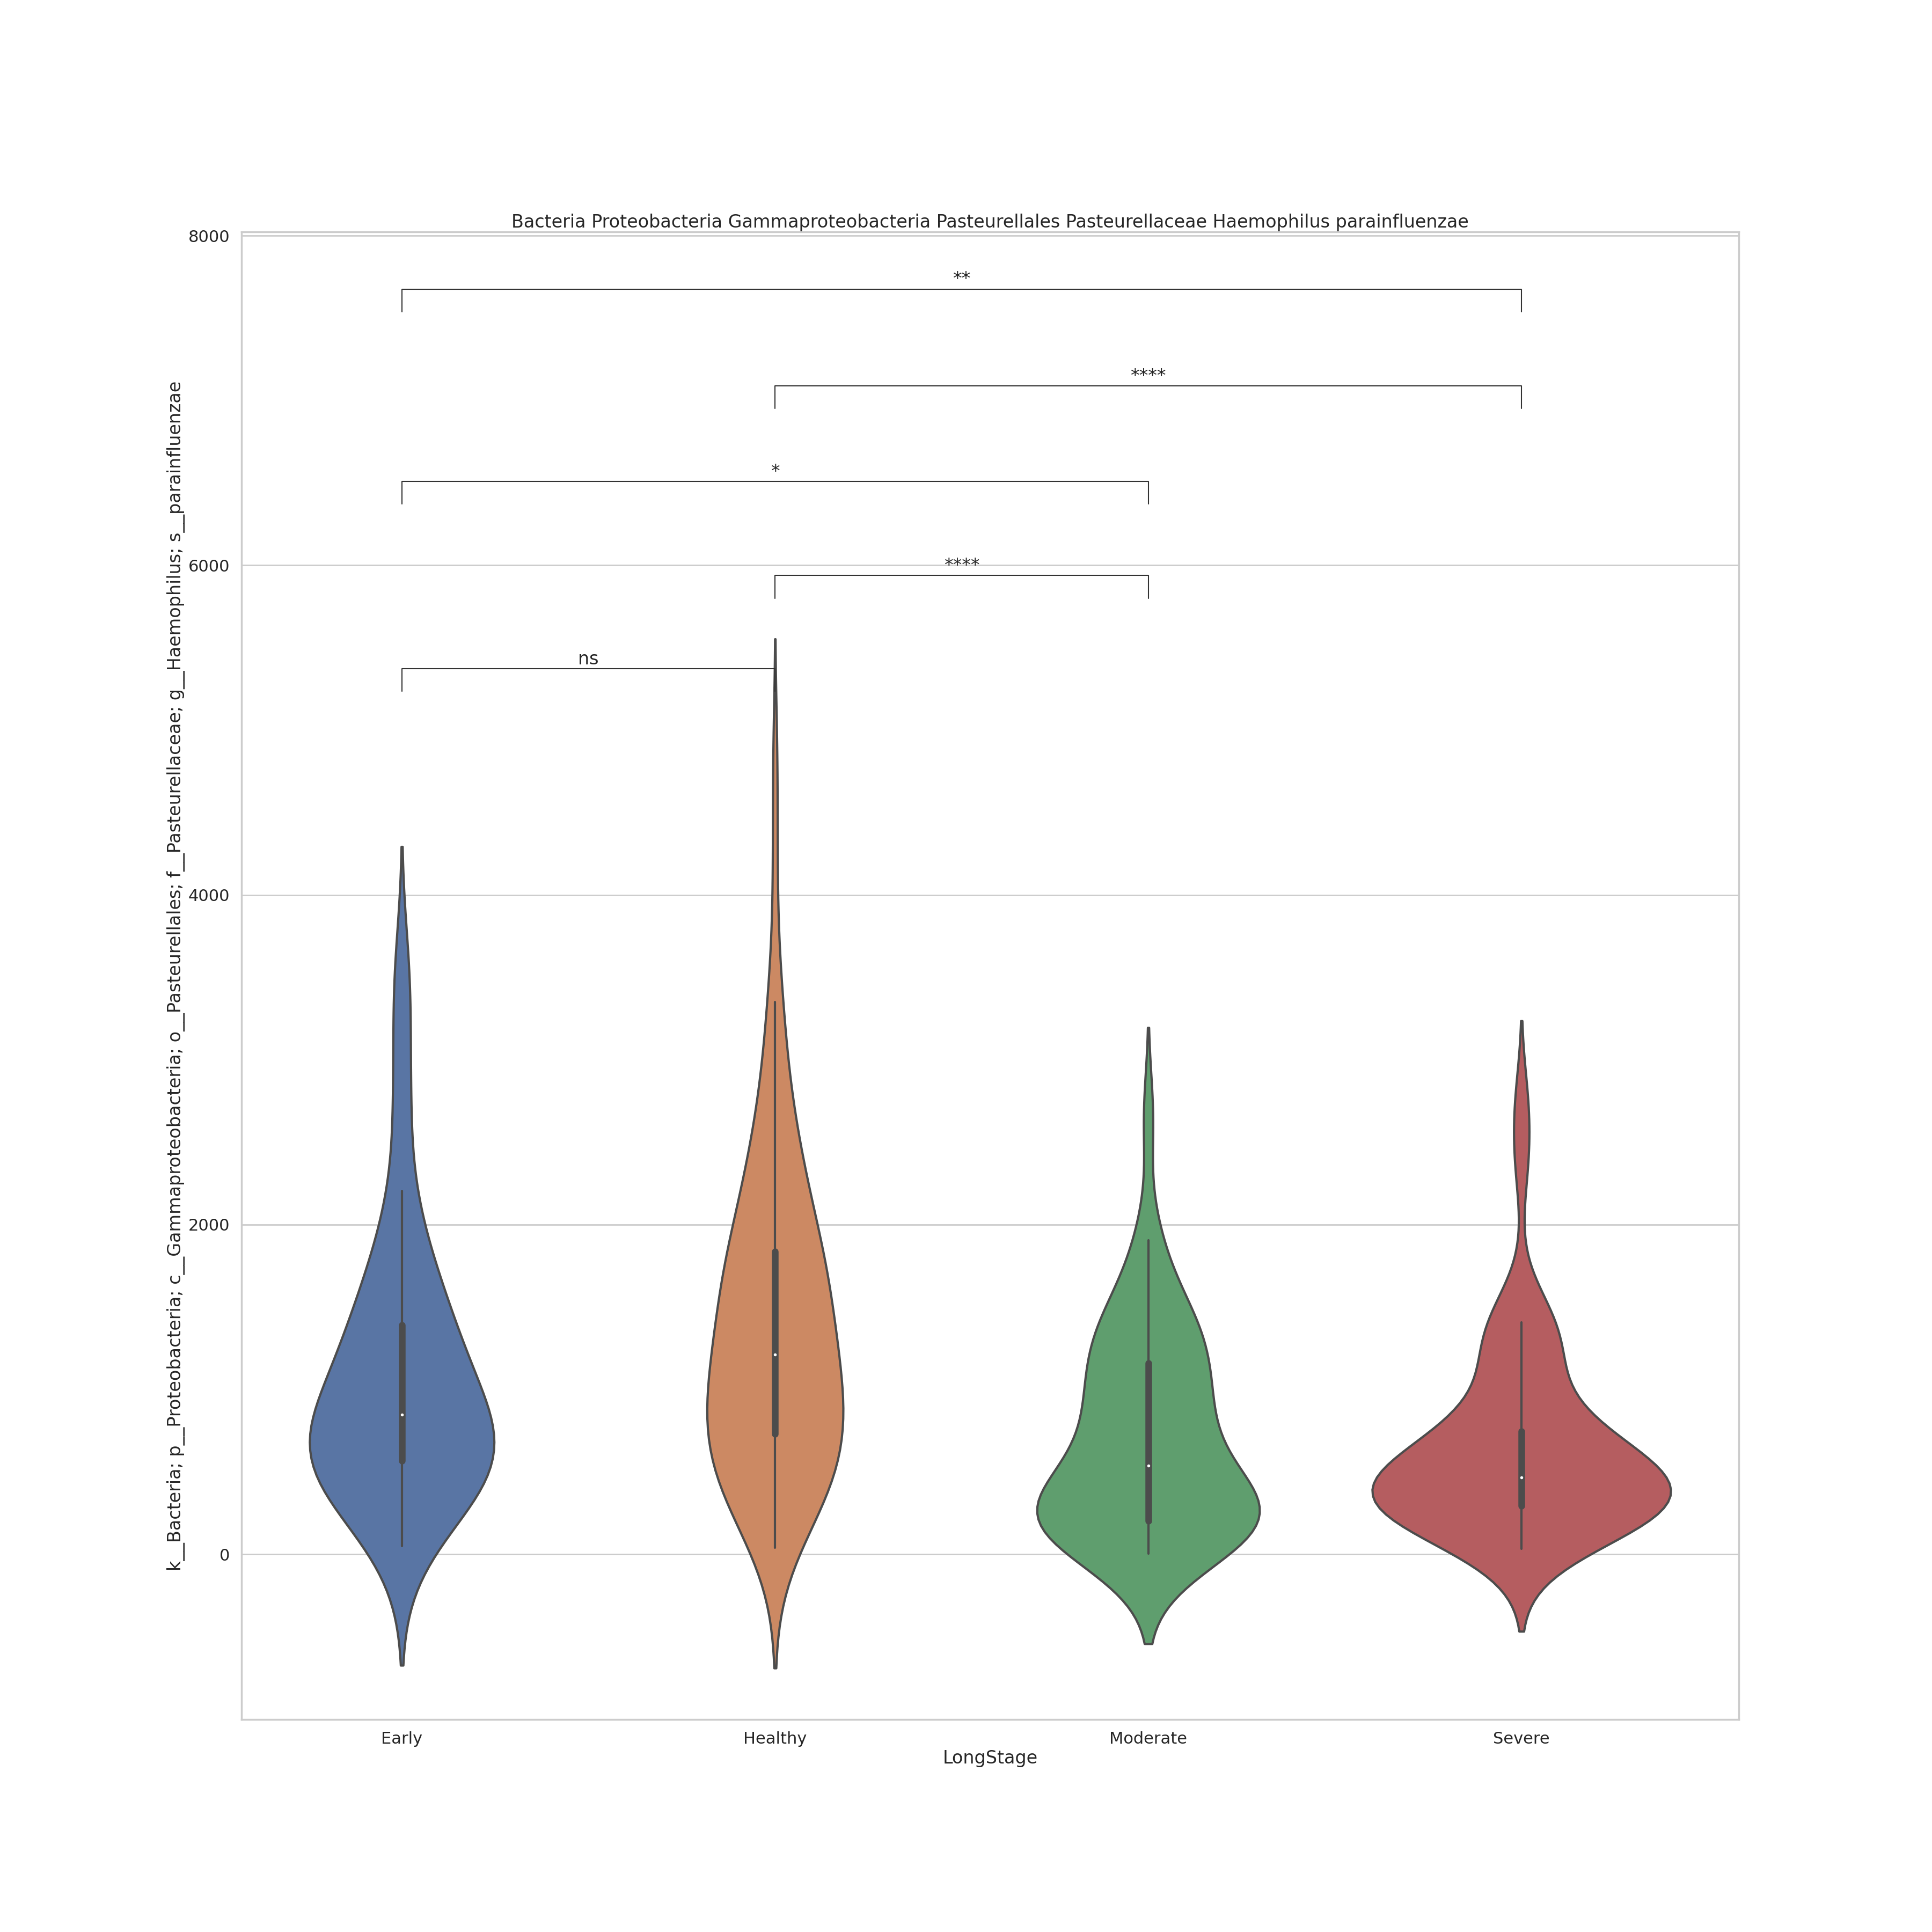 Bacteria Proteobacteria Gammaproteobacteria Pasteurellales Pasteurellaceae Haemophilus parainfluenzae
k__Bacteria; p__Proteobacteria; c__Gammaproteobacteria; o__Pasteurellales; f__Pasteurellaceae; g__Haemophilus; s__parainfluenzae
8000
6000
4000
2000
0
**
****
*
****
ns
Early
Healthy
Moderate
Severe
LongStage